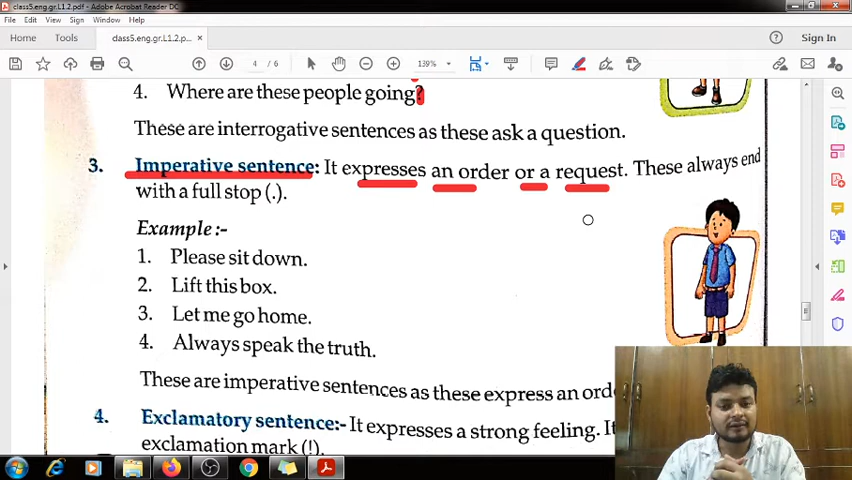 class5.eng.gr.L1.2.pdf - Adobe Acrobat Reader DC
File Edit View Sign Window Help
Home Tools class5.eng.gr.L1.2.p... × Sign In
4 / 6 139%
4. Where are these people going?
These are interrogative sentences as these ask a question.
3. Imperative sentence: It expresses an order or a request. These always end
with a full stop (.).
Example :-
1. Please sit down.
2. Lift this box.
3. Let me go home.
4. Always speak the truth.
These are imperative sentences as these express an ord
4. Exclamatory sentence:- It expresses a strong feeling. It
exclamation mark (!).